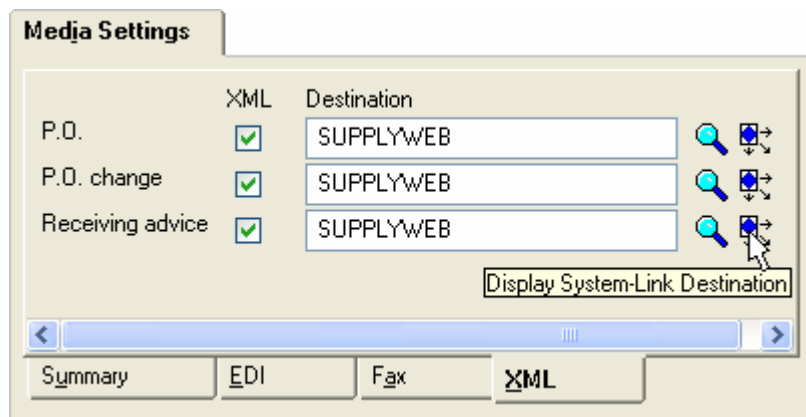 Media Settings
XML Destination
P.O. SUPPLYWEB
P.O. change SUPPLYWEB
Receiving advice SUPPLYWEB
Display System-Link Destination
Summary EDI Fax XML